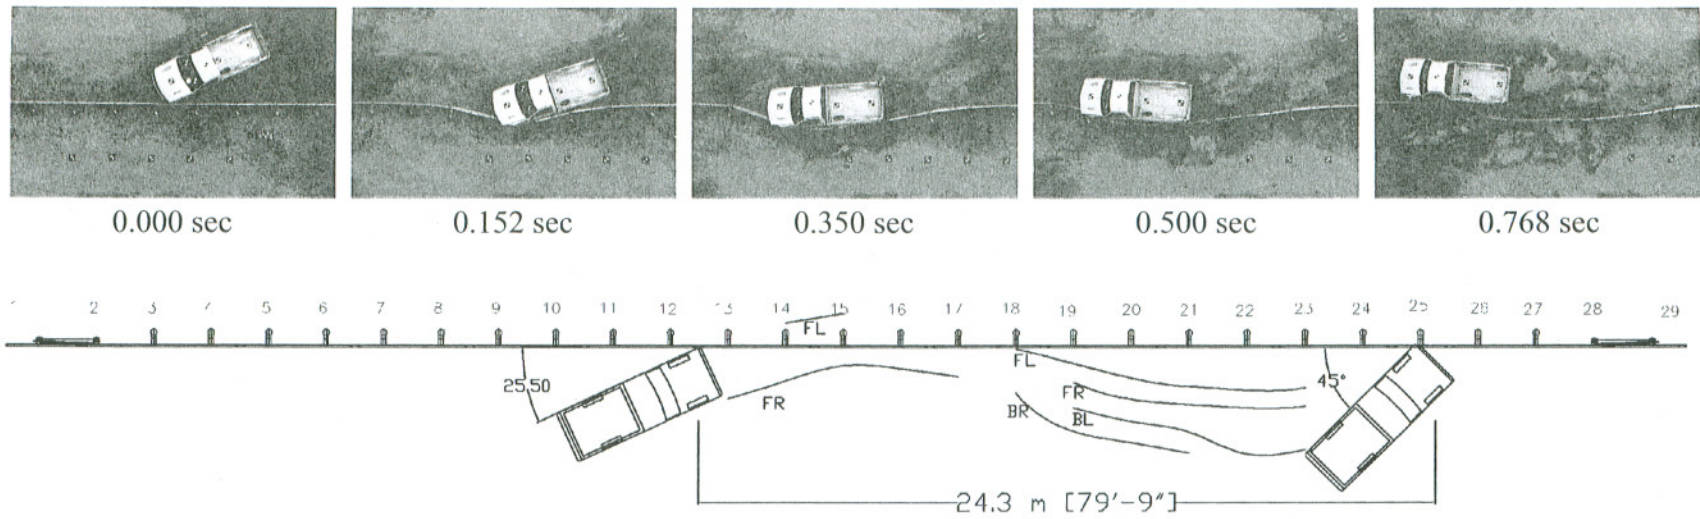 0.000 sec
0.152 sec
0.350 sec
0.500 sec
0.768 sec
2 3 5 6 7 8 9 10 11 12 13 14 15 16 17 18 19 20 21 22 23 24 25 26 27 28 29
FL
FL
25.50
FR
FR
45°
BR
BL
24.3 m [79'-9"]